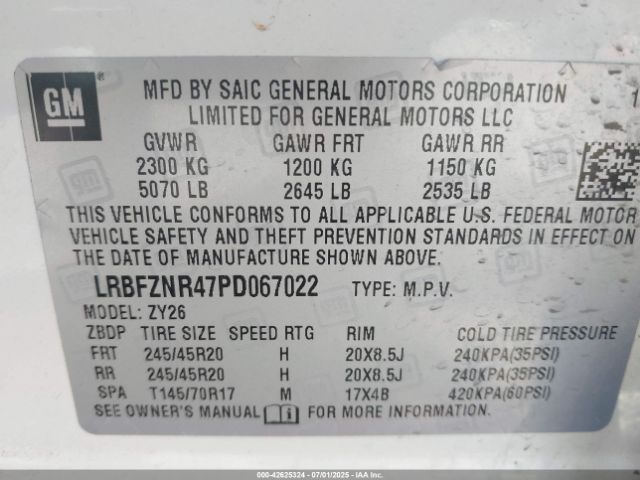 GM ®
MFD BY SAIC GENERAL MOTORS CORPORATION 1
LIMITED FOR GENERAL MOTORS LLC
GVWR GAWR FRT GAWR RR
2300 KG 1200 KG 1150 KG
5070 LB 2645 LB 2535 LB
THIS VEHICLE CONFORMS TO ALL APPLICABLE U.S. FEDERAL MOTOR
VEHICLE SAFETY AND THEFT PREVENTION STANDARDS IN EFFECT ON
THE DATE OF MANUFACTURE SHOWN ABOVE.
LRBFZNR47PD067022 TYPE: M.P.V.
MODEL: ZY26
ZBDP TIRE SIZE SPEED RTG RIM COLD TIRE PRESSURE
FRT 245/45R20 H 20X8.5J 240KPA(35PSI)
RR 245/45R20 H 20X8.5J 240KPA(35PSI)
SPA T145/70R17 M 17X4B 420KPA(60PSI)
SEE OWNER'S MANUAL FOR MORE INFORMATION.
000-42625324 | 07/01/2025 | IAAI.COM